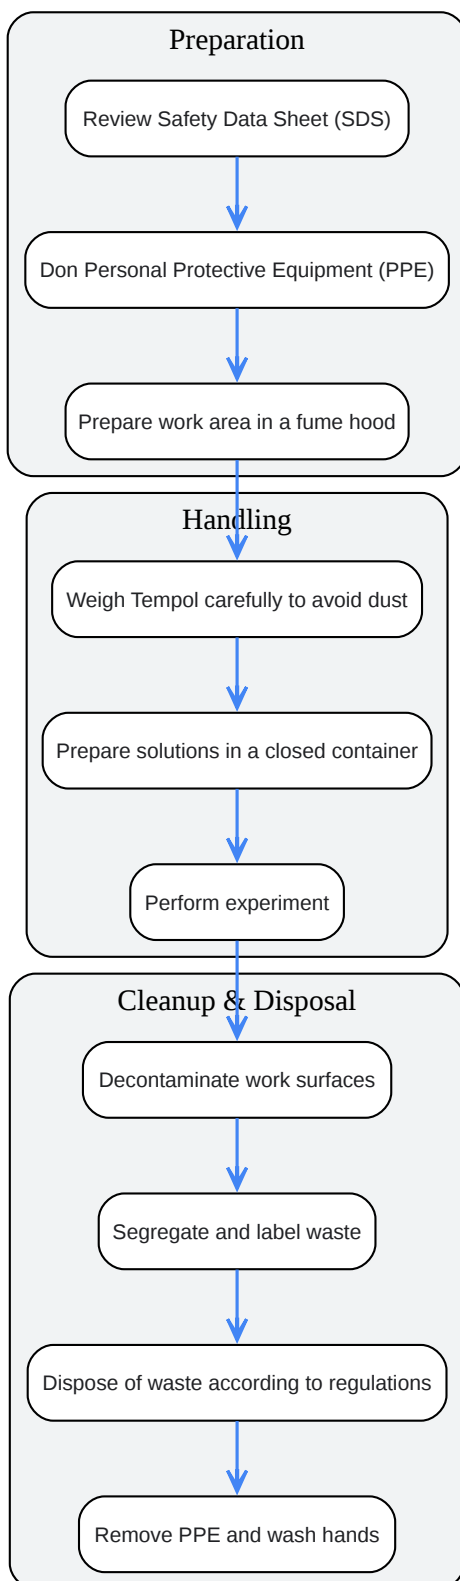 Preparation
Review Safety Data Sheet (SDS)
Don Personal Protective Equipment (PPE)
Prepare work area in a fume hood
Handling
Weigh Tempol carefully to avoid dust
Prepare solutions in a closed container
Perform experiment
Cleanup & Disposal
Decontaminate work surfaces
Segregate and label waste
Dispose of waste according to regulations
Remove PPE and wash hands